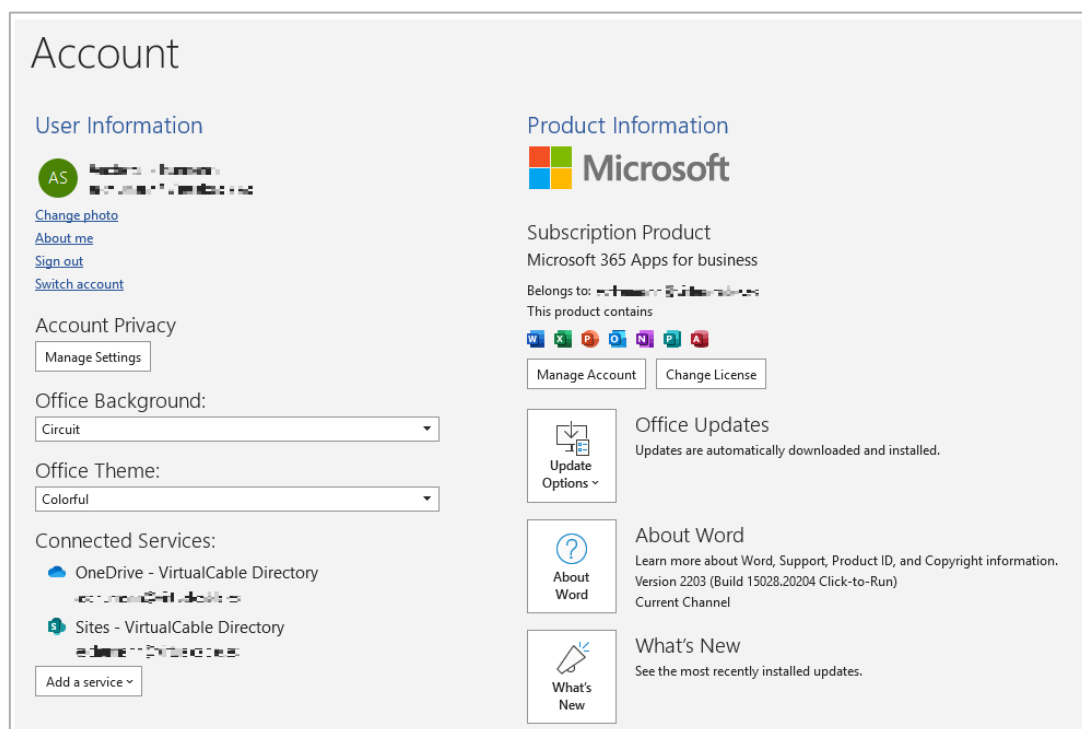 Account
User Information
AS
Change photo
About me
Sign out
Switch account
Account Privacy
Manage Settings
Office Background:
Circuit
Office Theme:
Colorful
Connected Services:
OneDrive - VirtualCable Directory
Sites - VirtualCable Directory
Add a service
Product Information
Microsoft
Subscription Product
Microsoft 365 Apps for business
Belongs to:
This product contains
Manage Account
Change License
Update
Options
Office Updates
Updates are automatically downloaded and installed.
About
Word
About Word
Learn more about Word, Support, Product ID, and Copyright information.
Version 2203 (Build 15028.20204 Click-to-Run)
Current Channel
What's
New
What's New
See the most recently installed updates.